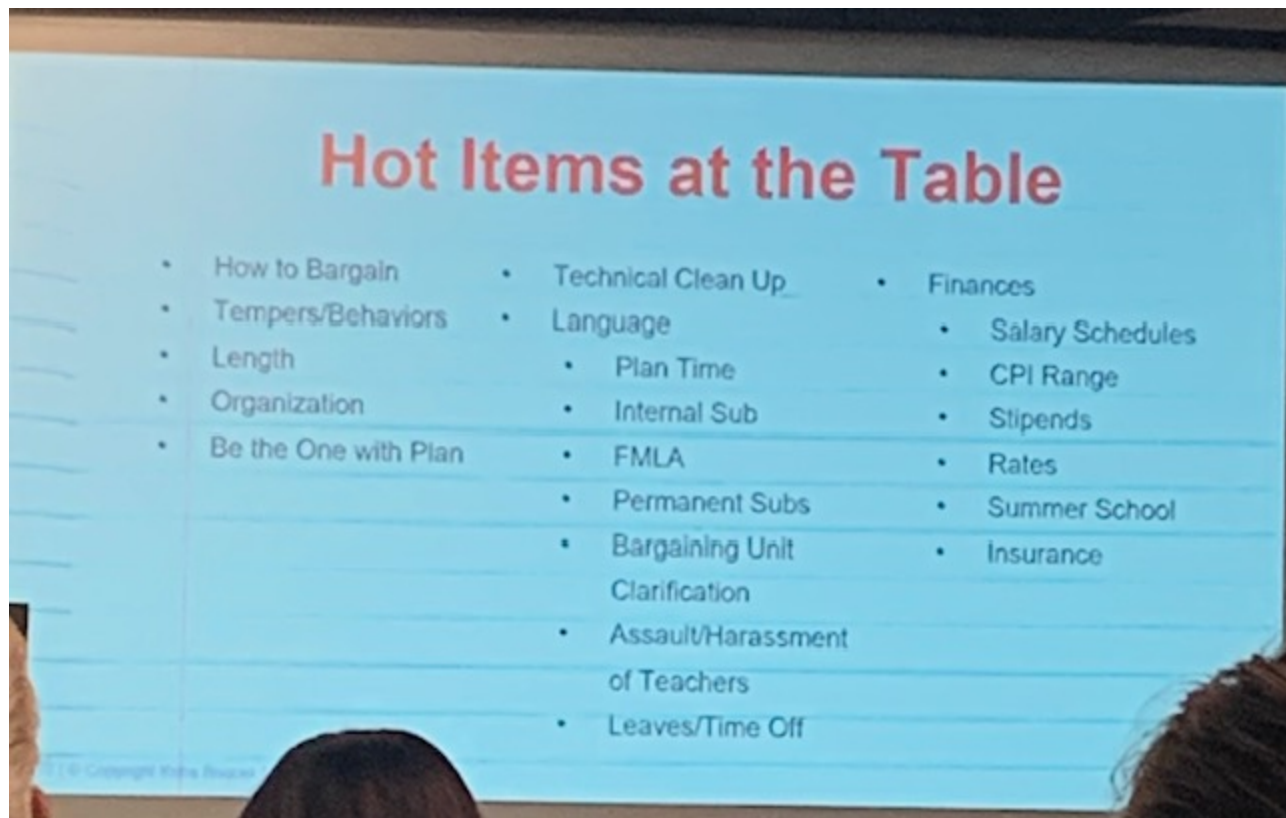 Hot Items at the Table
How to Bargain
Tempers/Behaviors
Length
Organization
Be the One with Plan
Technical Clean Up
Language
Plan Time
Internal Sub
FMLA
Permanent Subs
Bargaining Unit
Clarification
Assault/Harassment
of Teachers
Leaves/Time Off
Finances
Salary Schedules
CPI Range
Stipends
Rates
Summer School
Insurance
© Copyright